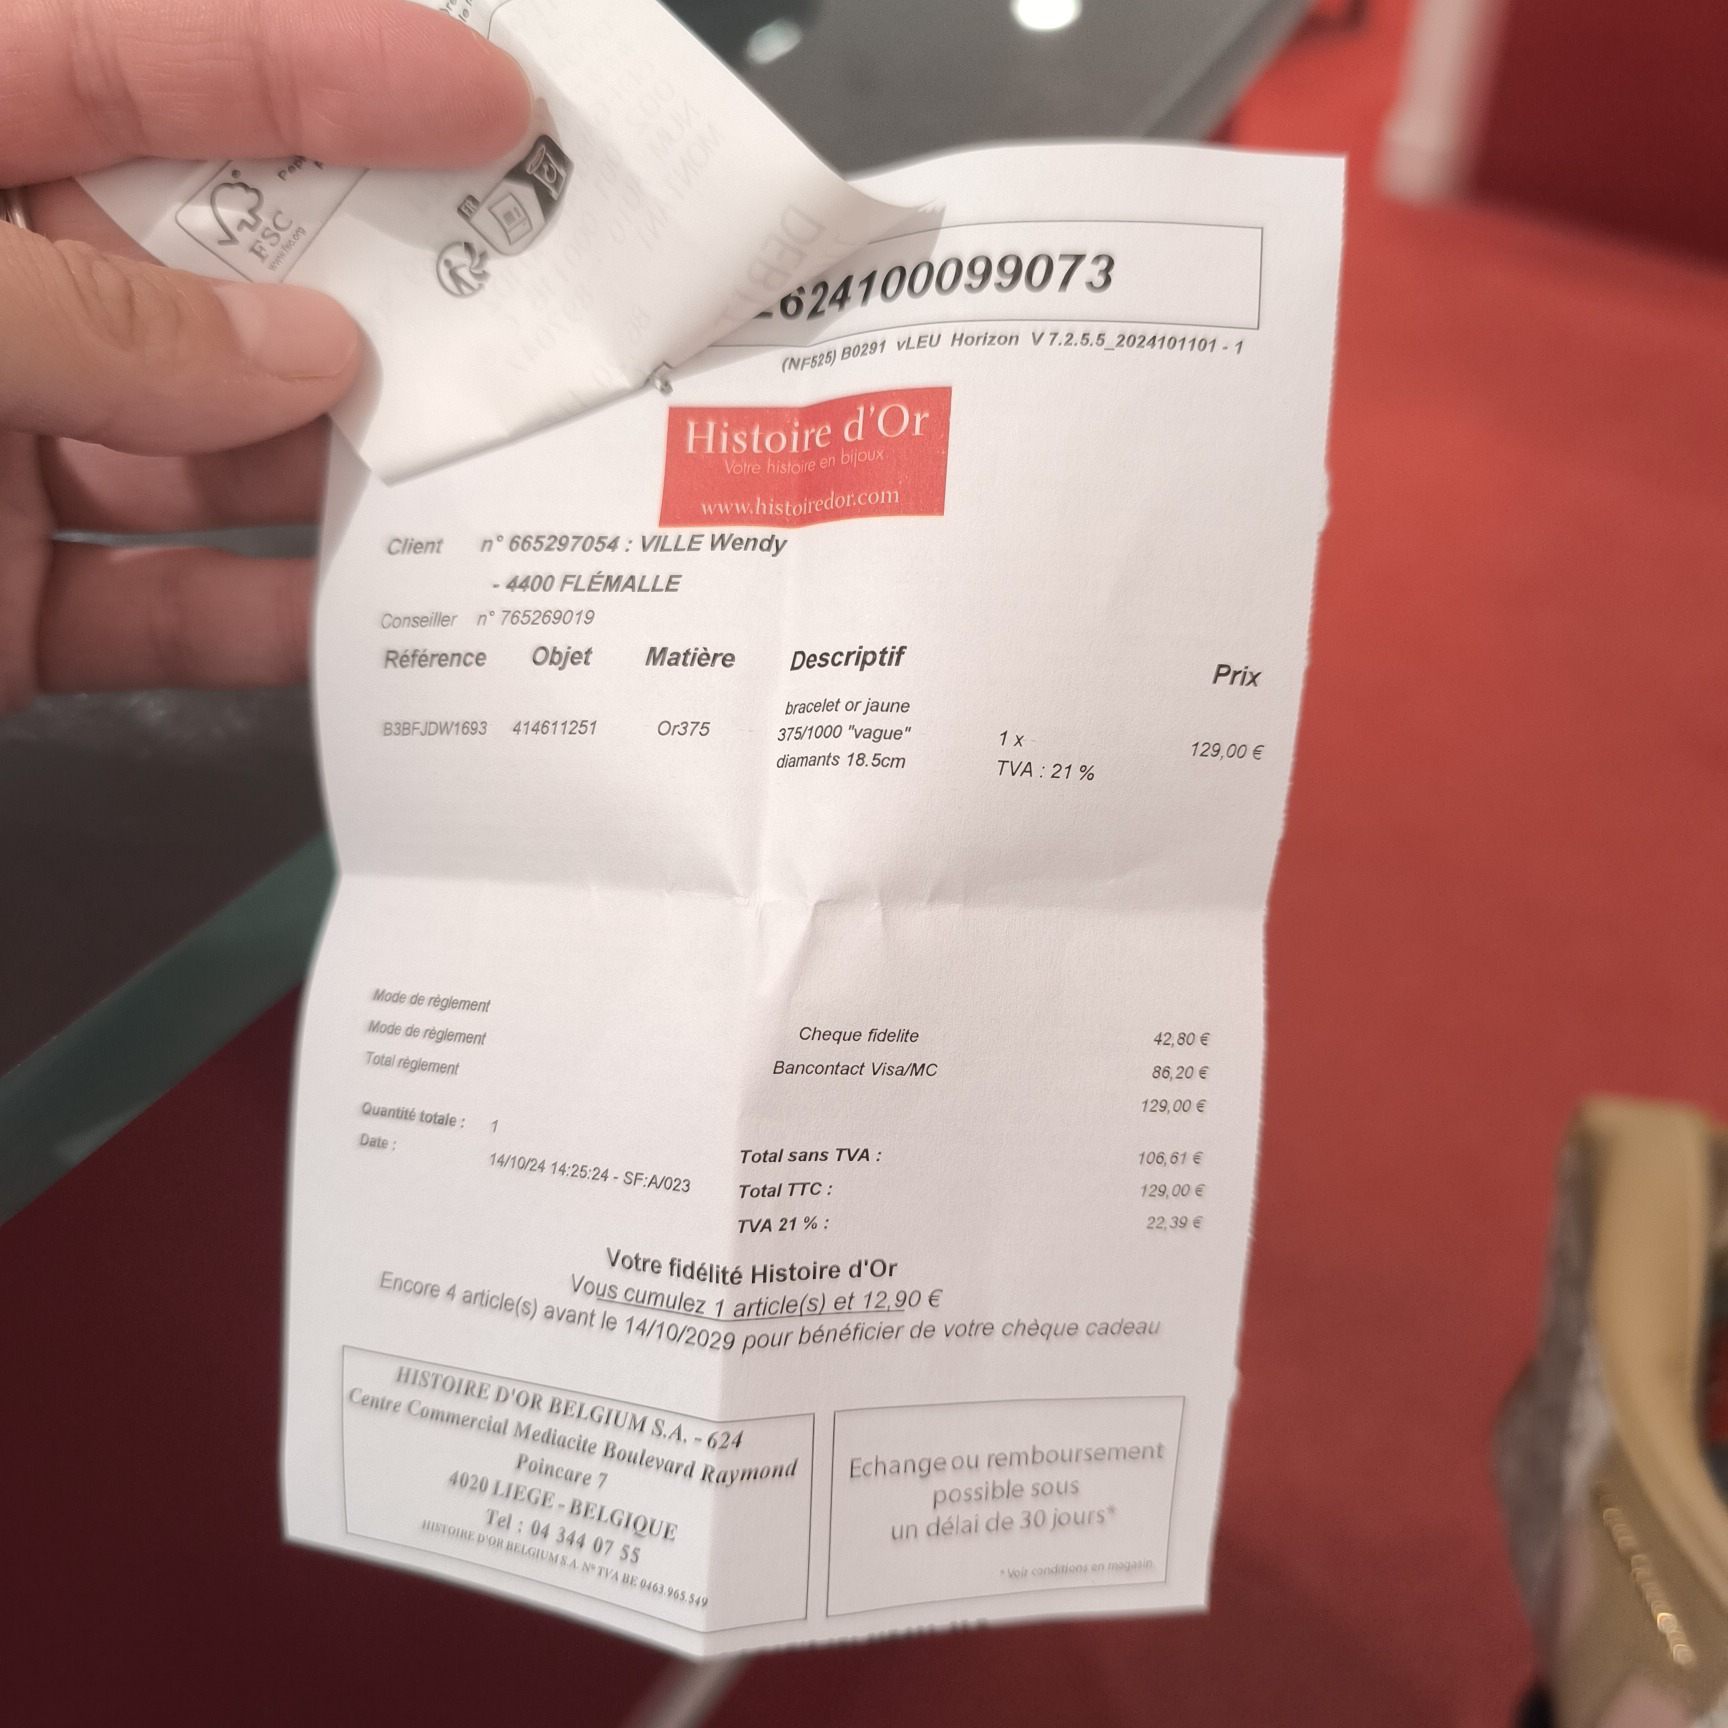 FSC
www.fsc.org
FR
624100099073
(NF525) B0291 vLEU Horizon V 7.2.5.5_2024101101 - 1
Histoire d'Or
Votre histoire en bijoux
www.histoiredor.com
Client n° 665297054 : VILLE Wendy
- 4400 FLÉMALLE
Conseiller n° 765269019
Référence Objet Matière Descriptif Prix
B3BFJDW1693 414611251 Or375 bracelet or jaune
375/1000 "vague"
diamants 18.5cm
1 x
TVA : 21 %
129,00 €
Mode de règlement Cheque fidelite 42,80 €
Mode de règlement Bancontact Visa/MC 86,20 €
Total règlement 129,00 €
Quantité totale : 1
Date : 14/10/24 14:25:24 - SF:A/023
Total sans TVA : 106,61 €
Total TTC : 129,00 €
TVA 21 % : 22,39 €
Votre fidélité Histoire d'Or
Vous cumulez 1 article(s) et 12,90 €
Encore 4 article(s) avant le 14/10/2029 pour bénéficier de votre chèque cadeau
HISTOIRE D'OR BELGIUM S.A. - 624
Centre Commercial Mediacite Boulevard Raymond
Poincare 7
4020 LIEGE - BELGIQUE
Tel : 04 344 07 55
HISTOIRE D'OR BELGIUM S.A. N° TVA BE 0463.965.549
Echange ou remboursement
possible sous
un délai de 30 jours*
* Voir conditions en magasin